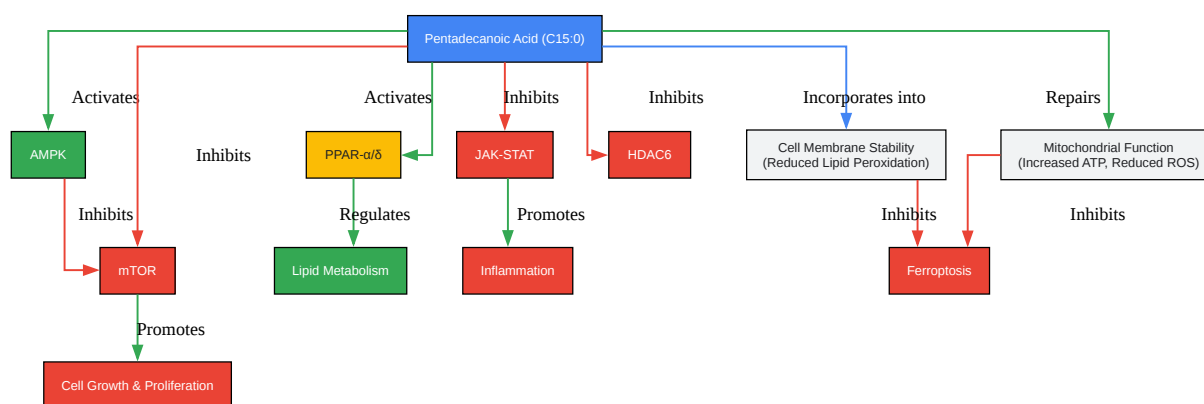 Pentadecanoic Acid (C15:0)
Activates
Activates
Inhibits
Inhibits
Incorporates into
Repairs
AMPK
Inhibits
PPAR-α/δ
JAK-STAT
HDAC6
Cell Membrane Stability
(Reduced Lipid Peroxidation)
Mitochondrial Function
(Increased ATP, Reduced ROS)
Inhibits
Regulates
Promotes
Inhibits
Inhibits
mTOR
Lipid Metabolism
Inflammation
Ferroptosis
Promotes
Cell Growth & Proliferation